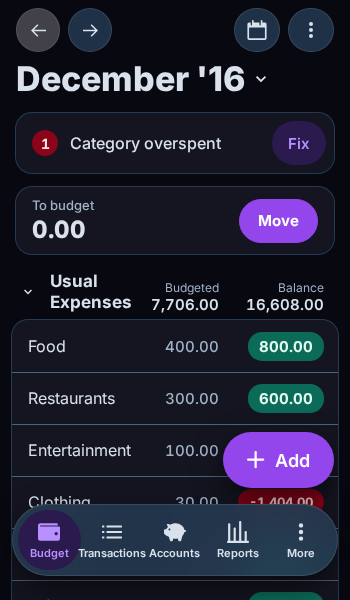 December '16
1 Category overspent Fix
To budget
0.00 Move
Usual Expenses Budgeted Balance
7,706.00 16,608.00
Food 400.00 800.00
Restaurants 300.00 600.00
Entertainment 100.00
+ Add
Clothing 30.00 -1,404.00
Budget Transactions Accounts Reports More